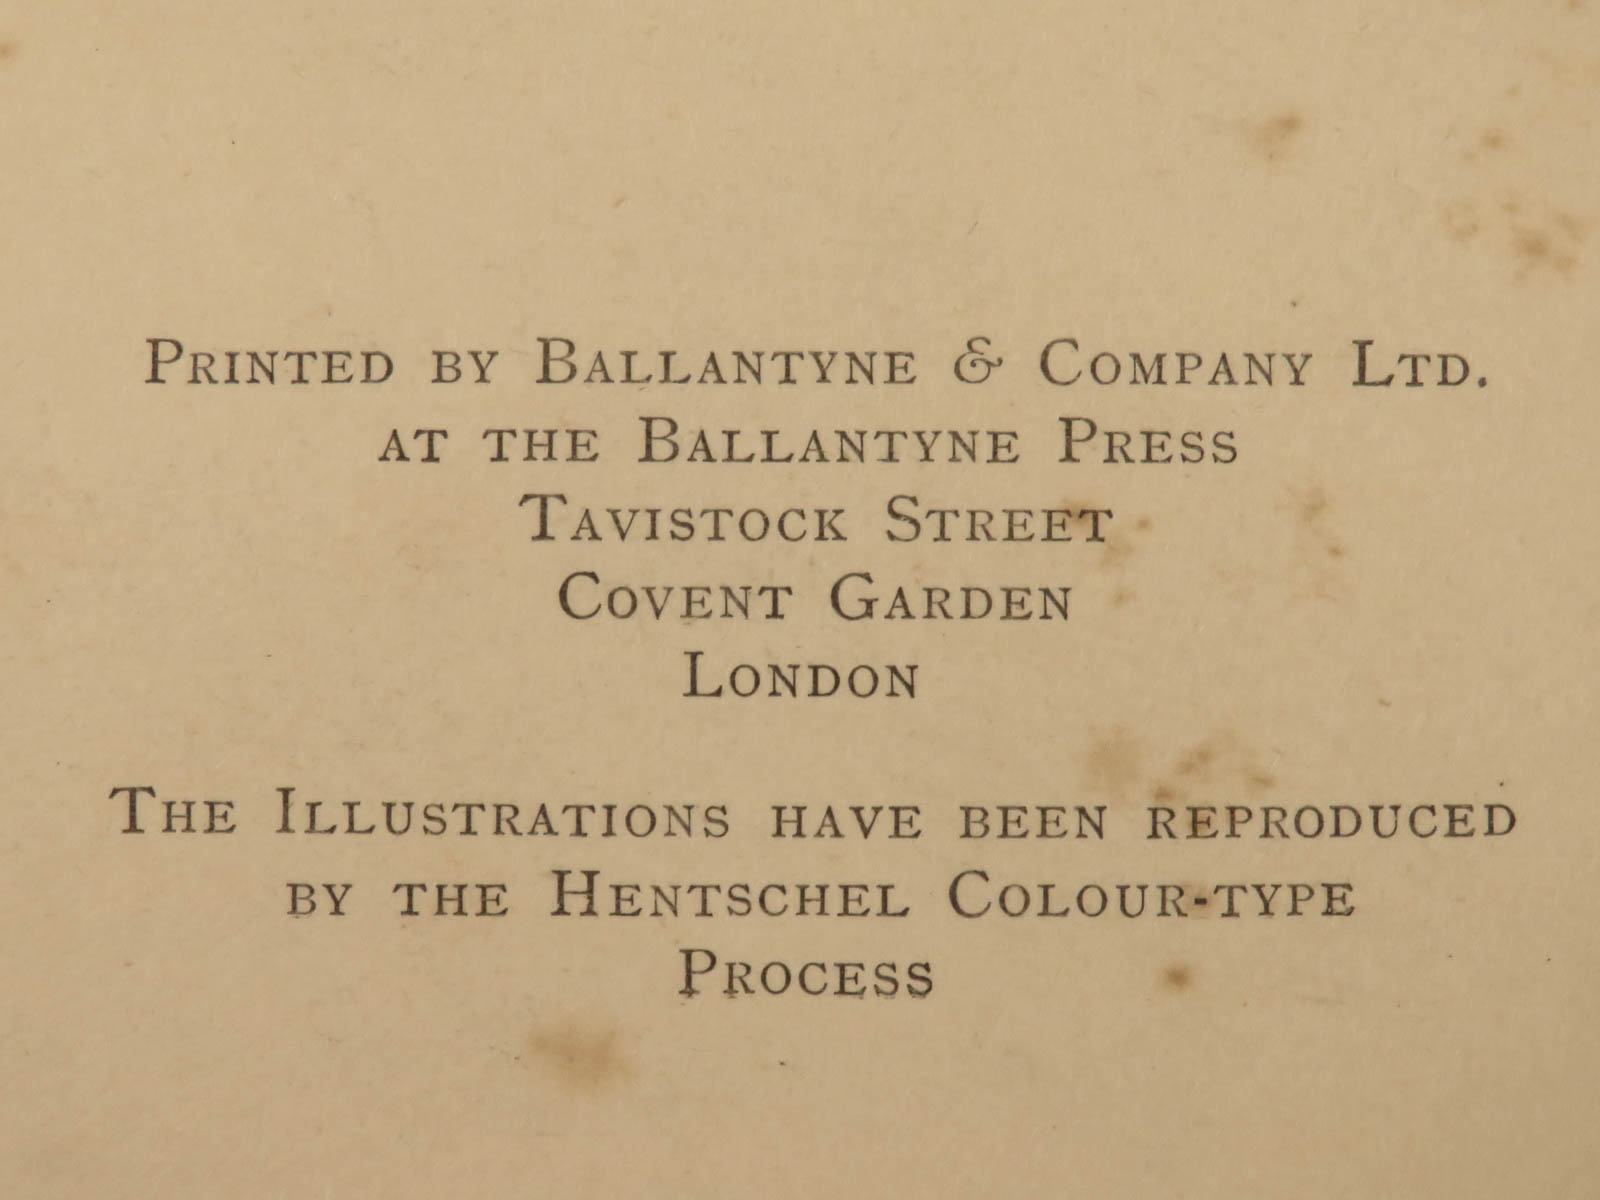 Printed by Ballantyne & Company Ltd.
at the Ballantyne Press
Tavistock Street
Covent Garden
London
The Illustrations have been reproduced
by the Hentschel Colour-type
Process